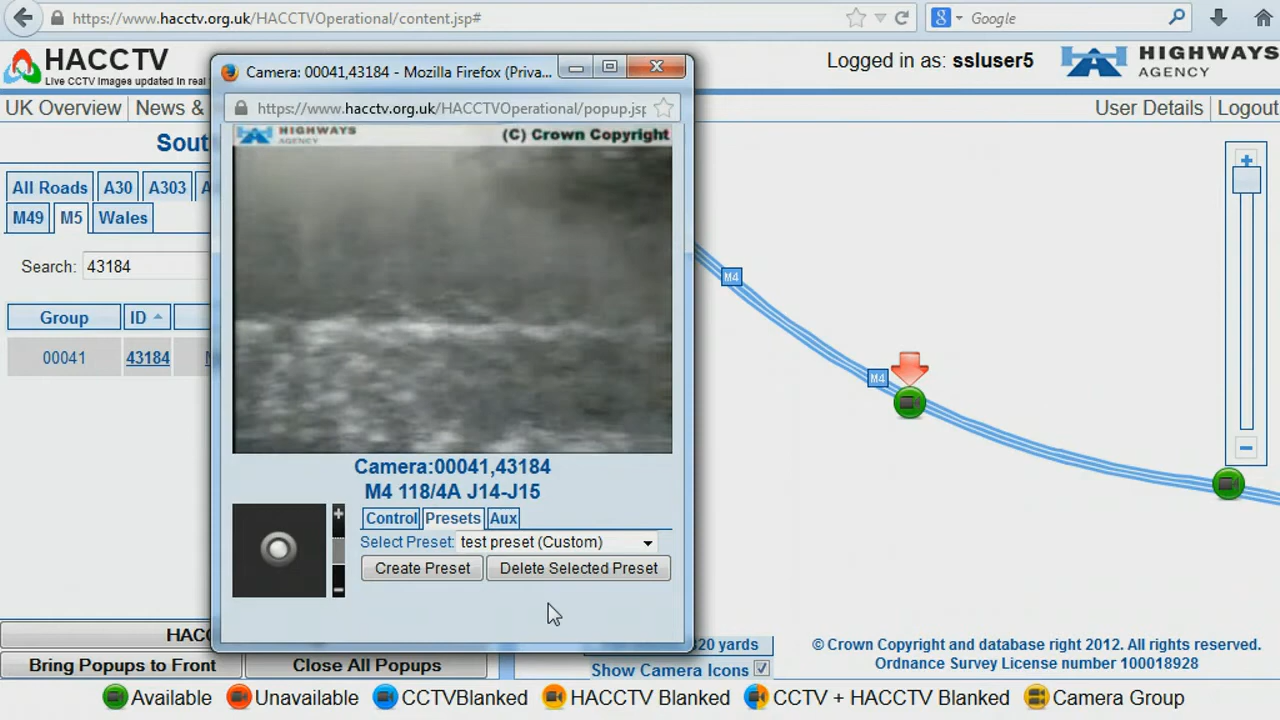 https://www.hacctv.org.uk/HACCTVOperational/content.jsp#
Google
HACCTV
Live CCTV images updated in real
Logged in as: ssluser5
HIGHWAYS
AGENCY
UK Overview
News &
User Details
Logout
Sout
All Roads
A30
A303
M49
M5
Wales
Search: 43184
Group
ID
00041
43184
Camera: 00041,43184 - Mozilla Firefox (Priva...
https://www.hacctv.org.uk/HACCTVOperational/popup.jsp
HIGHWAYS
AGENCY
(C) Crown Copyright
Camera:00041,43184
M4 118/4A J14-J15
Control
Presets
Aux
Select Preset: test preset (Custom)
Create Preset
Delete Selected Preset
M4
M4
HACC
Bring Popups to Front
Close All Popups
20 yards
Show Camera Icons
© Crown Copyright and database right 2012. All rights reserved.
Ordnance Survey License number 100018928
Available
Unavailable
CCTVBlanked
HACCTV Blanked
CCTV + HACCTV Blanked
Camera Group